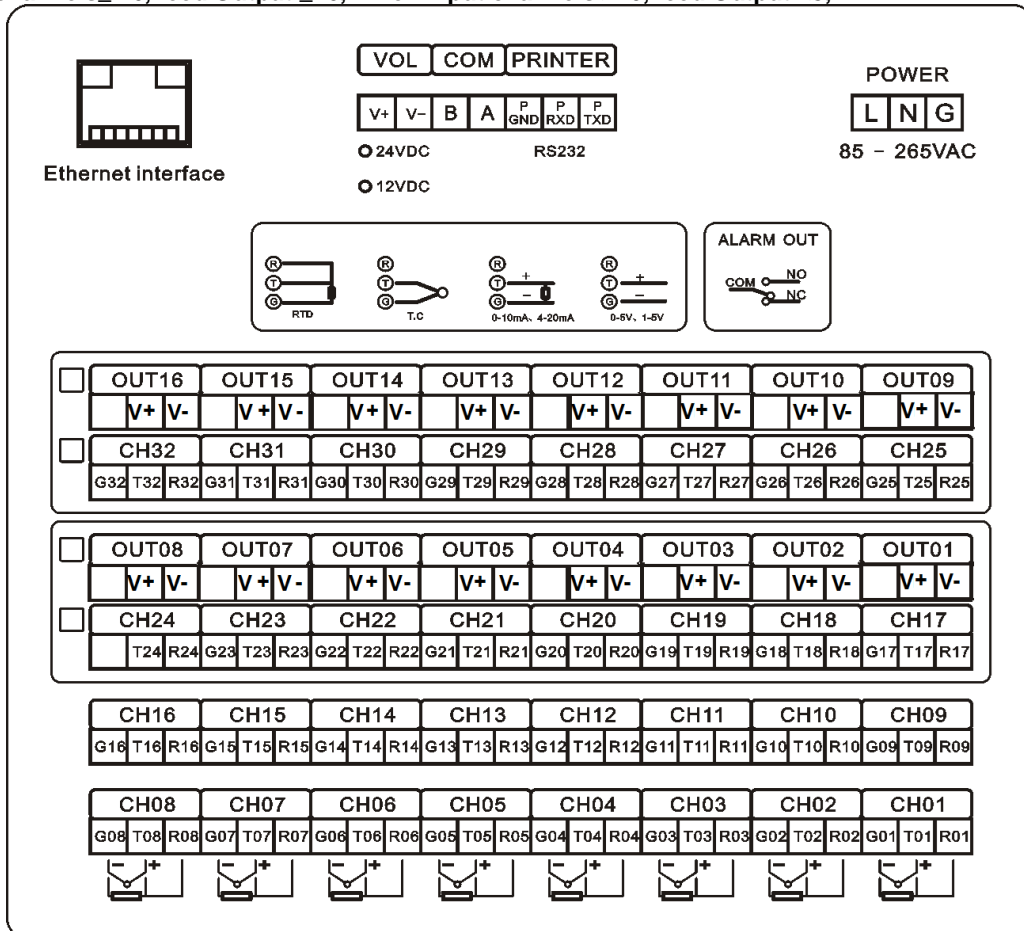 VOL COM PRINTER
POWER
V+ V- B A P GND P RXD P TXD
L N G
24VDC RS232
85 - 265VAC
Ethernet interface
12VDC
ALARM OUT
R R R R
T T T + T +
COM NO
NC
G G G - G -
RTD T.C 0-10mA、4-20mA 0-5V、1-5V
OUT16 OUT15 OUT14 OUT13 OUT12 OUT11 OUT10 OUT09
V+ V- V+ V- V+ V- V+ V- V+ V- V+ V- V+ V- V+ V-
CH32 CH31 CH30 CH29 CH28 CH27 CH26 CH25
G32 T32 R32 G31 T31 R31 G30 T30 R30 G29 T29 R29 G28 T28 R28 G27 T27 R27 G26 T26 R26 G25 T25 R25
OUT08 OUT07 OUT06 OUT05 OUT04 OUT03 OUT02 OUT01
V+ V- V+ V- V+ V- V+ V- V+ V- V+ V- V+ V- V+ V-
CH24 CH23 CH22 CH21 CH20 CH19 CH18 CH17
T24 R24 G23 T23 R23 G22 T22 R22 G21 T21 R21 G20 T20 R20 G19 T19 R19 G18 T18 R18 G17 T17 R17
CH16 CH15 CH14 CH13 CH12 CH11 CH10 CH09
G16 T16 R16 G15 T15 R15 G14 T14 R14 G13 T13 R13 G12 T12 R12 G11 T11 R11 G10 T10 R10 G09 T09 R09
CH08 CH07 CH06 CH05 CH04 CH03 CH02 CH01
G08 T08 R08 G07 T07 R07 G06 T06 R06 G05 T05 R05 G04 T04 R04 G03 T03 R03 G02 T02 R02 G01 T01 R01
- + - + - + - + - + - + - + - +